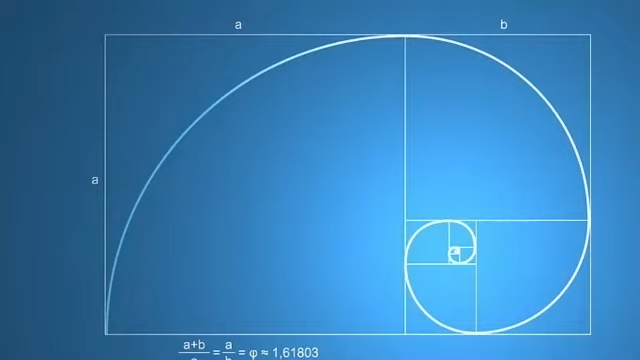 a b
a
a+b = a = φ ≈ 1,61803